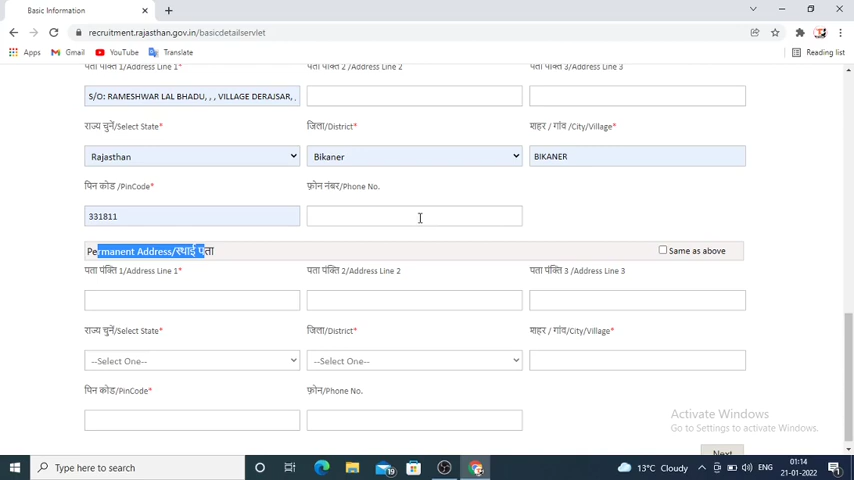 Basic Information
recruitment.rajasthan.gov.in/basicdetailservlet
Apps Gmail YouTube Translate Reading list
पता पंक्ति 1/Address Line 1* पता पंक्ति 2 /Address Line 2 पता पंक्ति 3/Address Line 3
S/O: RAMESHWAR LAL BHADU, , , VILLAGE DERAJSAR, ,
राज्य चुनें/Select State* जिला/District* शहर / गांव /City/Village*
Rajasthan Bikaner BIKANER
पिन कोड /PinCode* फ़ोन नंबर/Phone No.
331811
Permanent Address/स्थाई पता Same as above
पता पंक्ति 1/Address Line 1* पता पंक्ति 2/Address Line 2 पता पंक्ति 3 /Address Line 3
राज्य चुनें/Select State* जिला/District* शहर / गांव/City/Village*
--Select One-- --Select One--
पिन कोड/PinCode* फ़ोन/Phone No.
Activate Windows
Go to Settings to activate Windows.
Next
Type here to search 19 13°C Cloudy ENG 01:14 21-01-2022 1